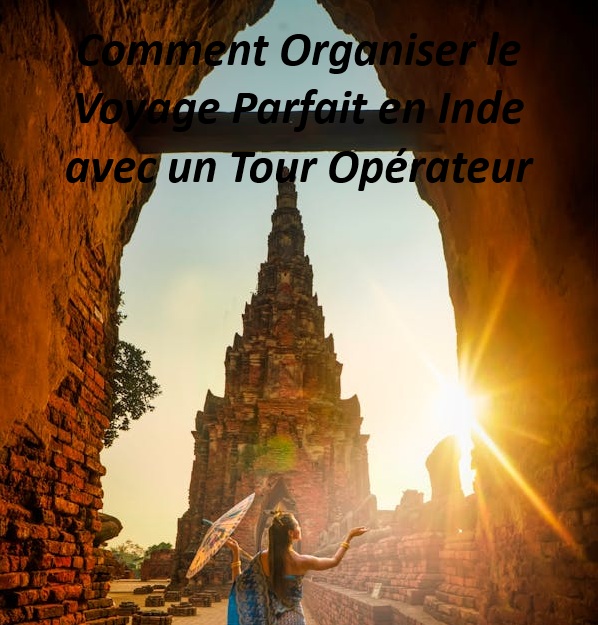 Comment Organiser le
Voyage Parfait en Inde
avec un Tour Opérateur